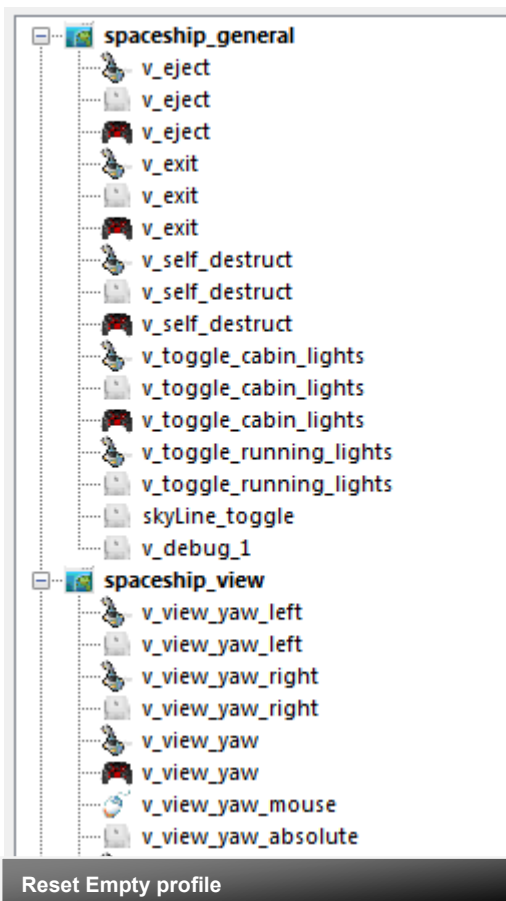 spaceship_general
v_eject
v_eject
v_eject
v_exit
v_exit
v_exit
v_self_destruct
v_self_destruct
v_self_destruct
v_toggle_cabin_lights
v_toggle_cabin_lights
v_toggle_cabin_lights
v_toggle_running_lights
v_toggle_running_lights
skyLine_toggle
v_debug_1
spaceship_view
v_view_yaw_left
v_view_yaw_left
v_view_yaw_right
v_view_yaw_right
v_view_yaw
v_view_yaw
v_view_yaw_mouse
v_view_yaw_absolute
Reset Empty profile